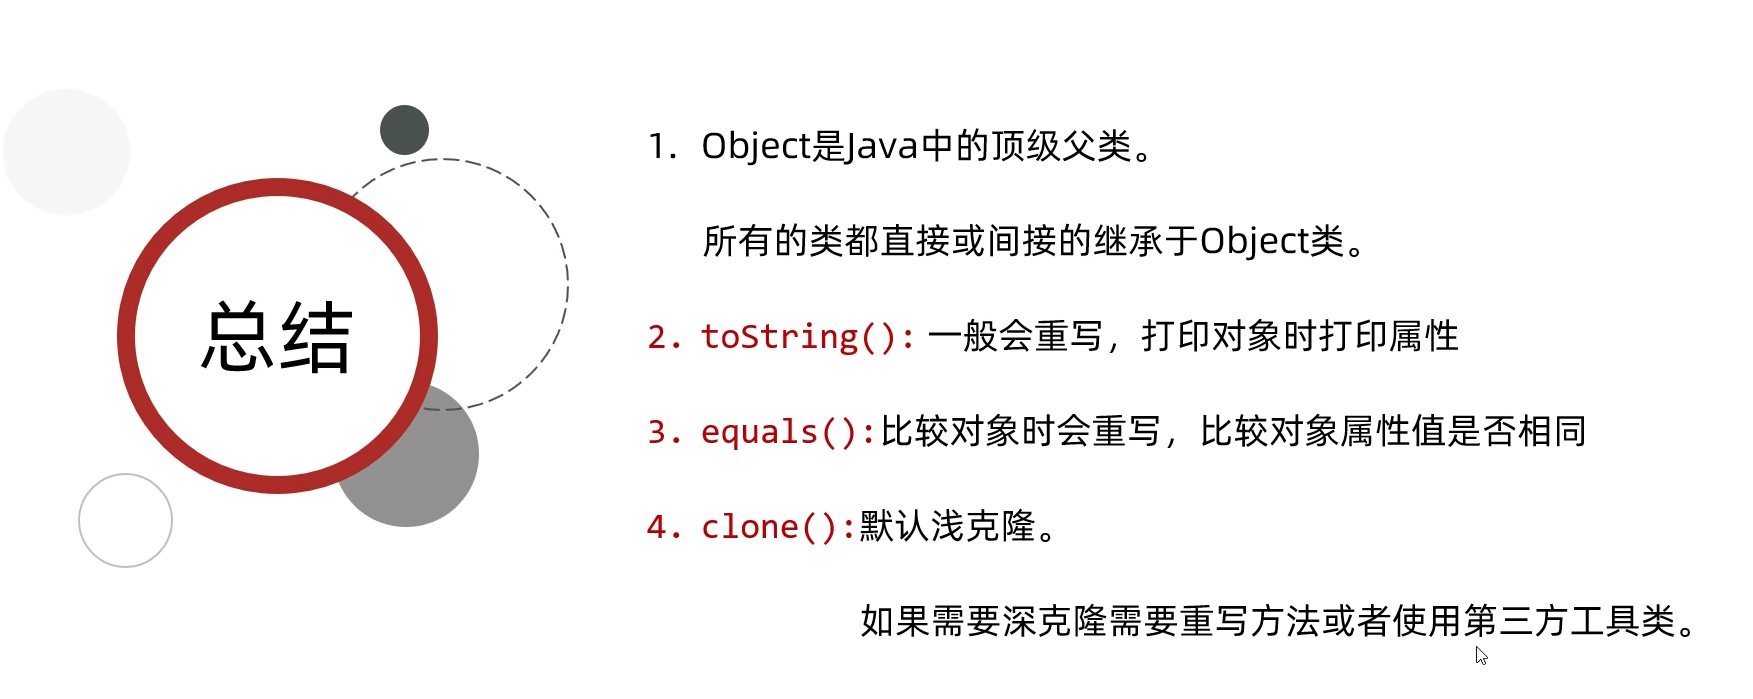 总结
1. Object是Java中的顶级父类。
所有的类都直接或间接的继承于Object类。
2. toString(): 一般会重写，打印对象时打印属性
3. equals():比较对象时会重写，比较对象属性值是否相同
4. clone():默认浅克隆。
如果需要深克隆需要重写方法或者使用第三方工具类。